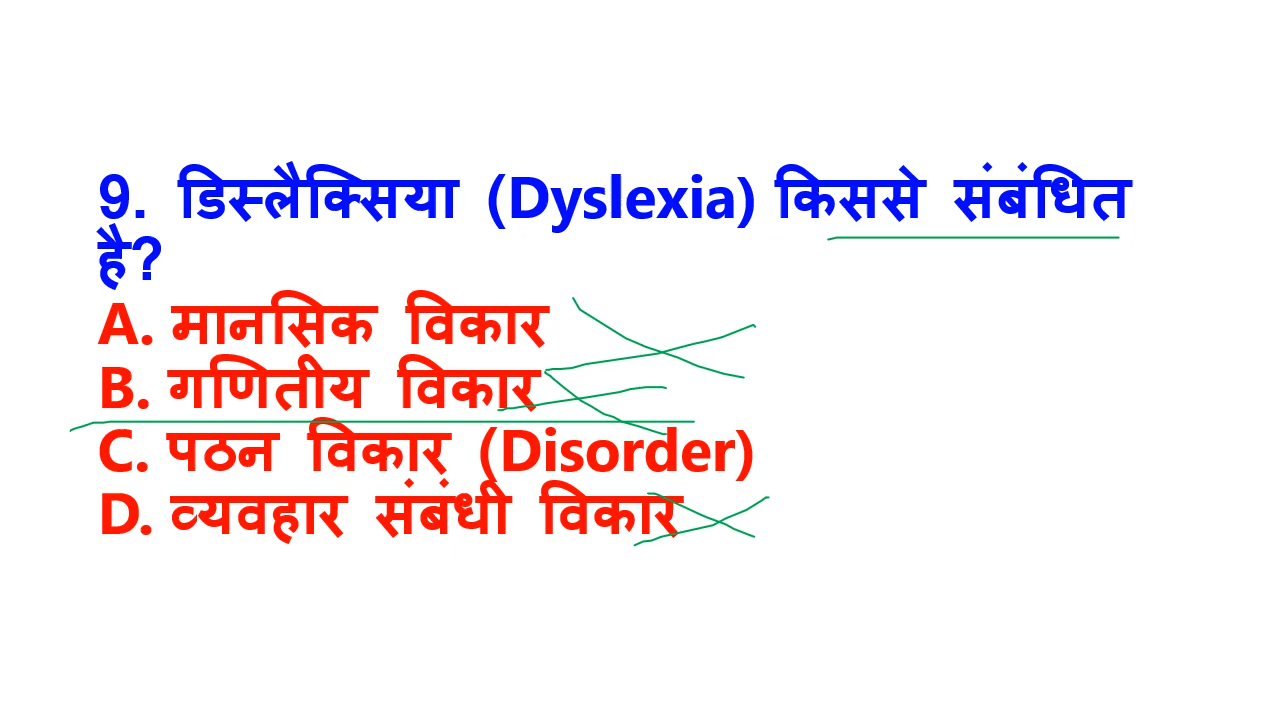 9. डिस्लैक्सिया (Dyslexia) किससे संबंधित
है?
A. मानसिक विकार
B. गणितीय विकार
C. पठन विकार (Disorder)
D. व्यवहार संबंधी विकार